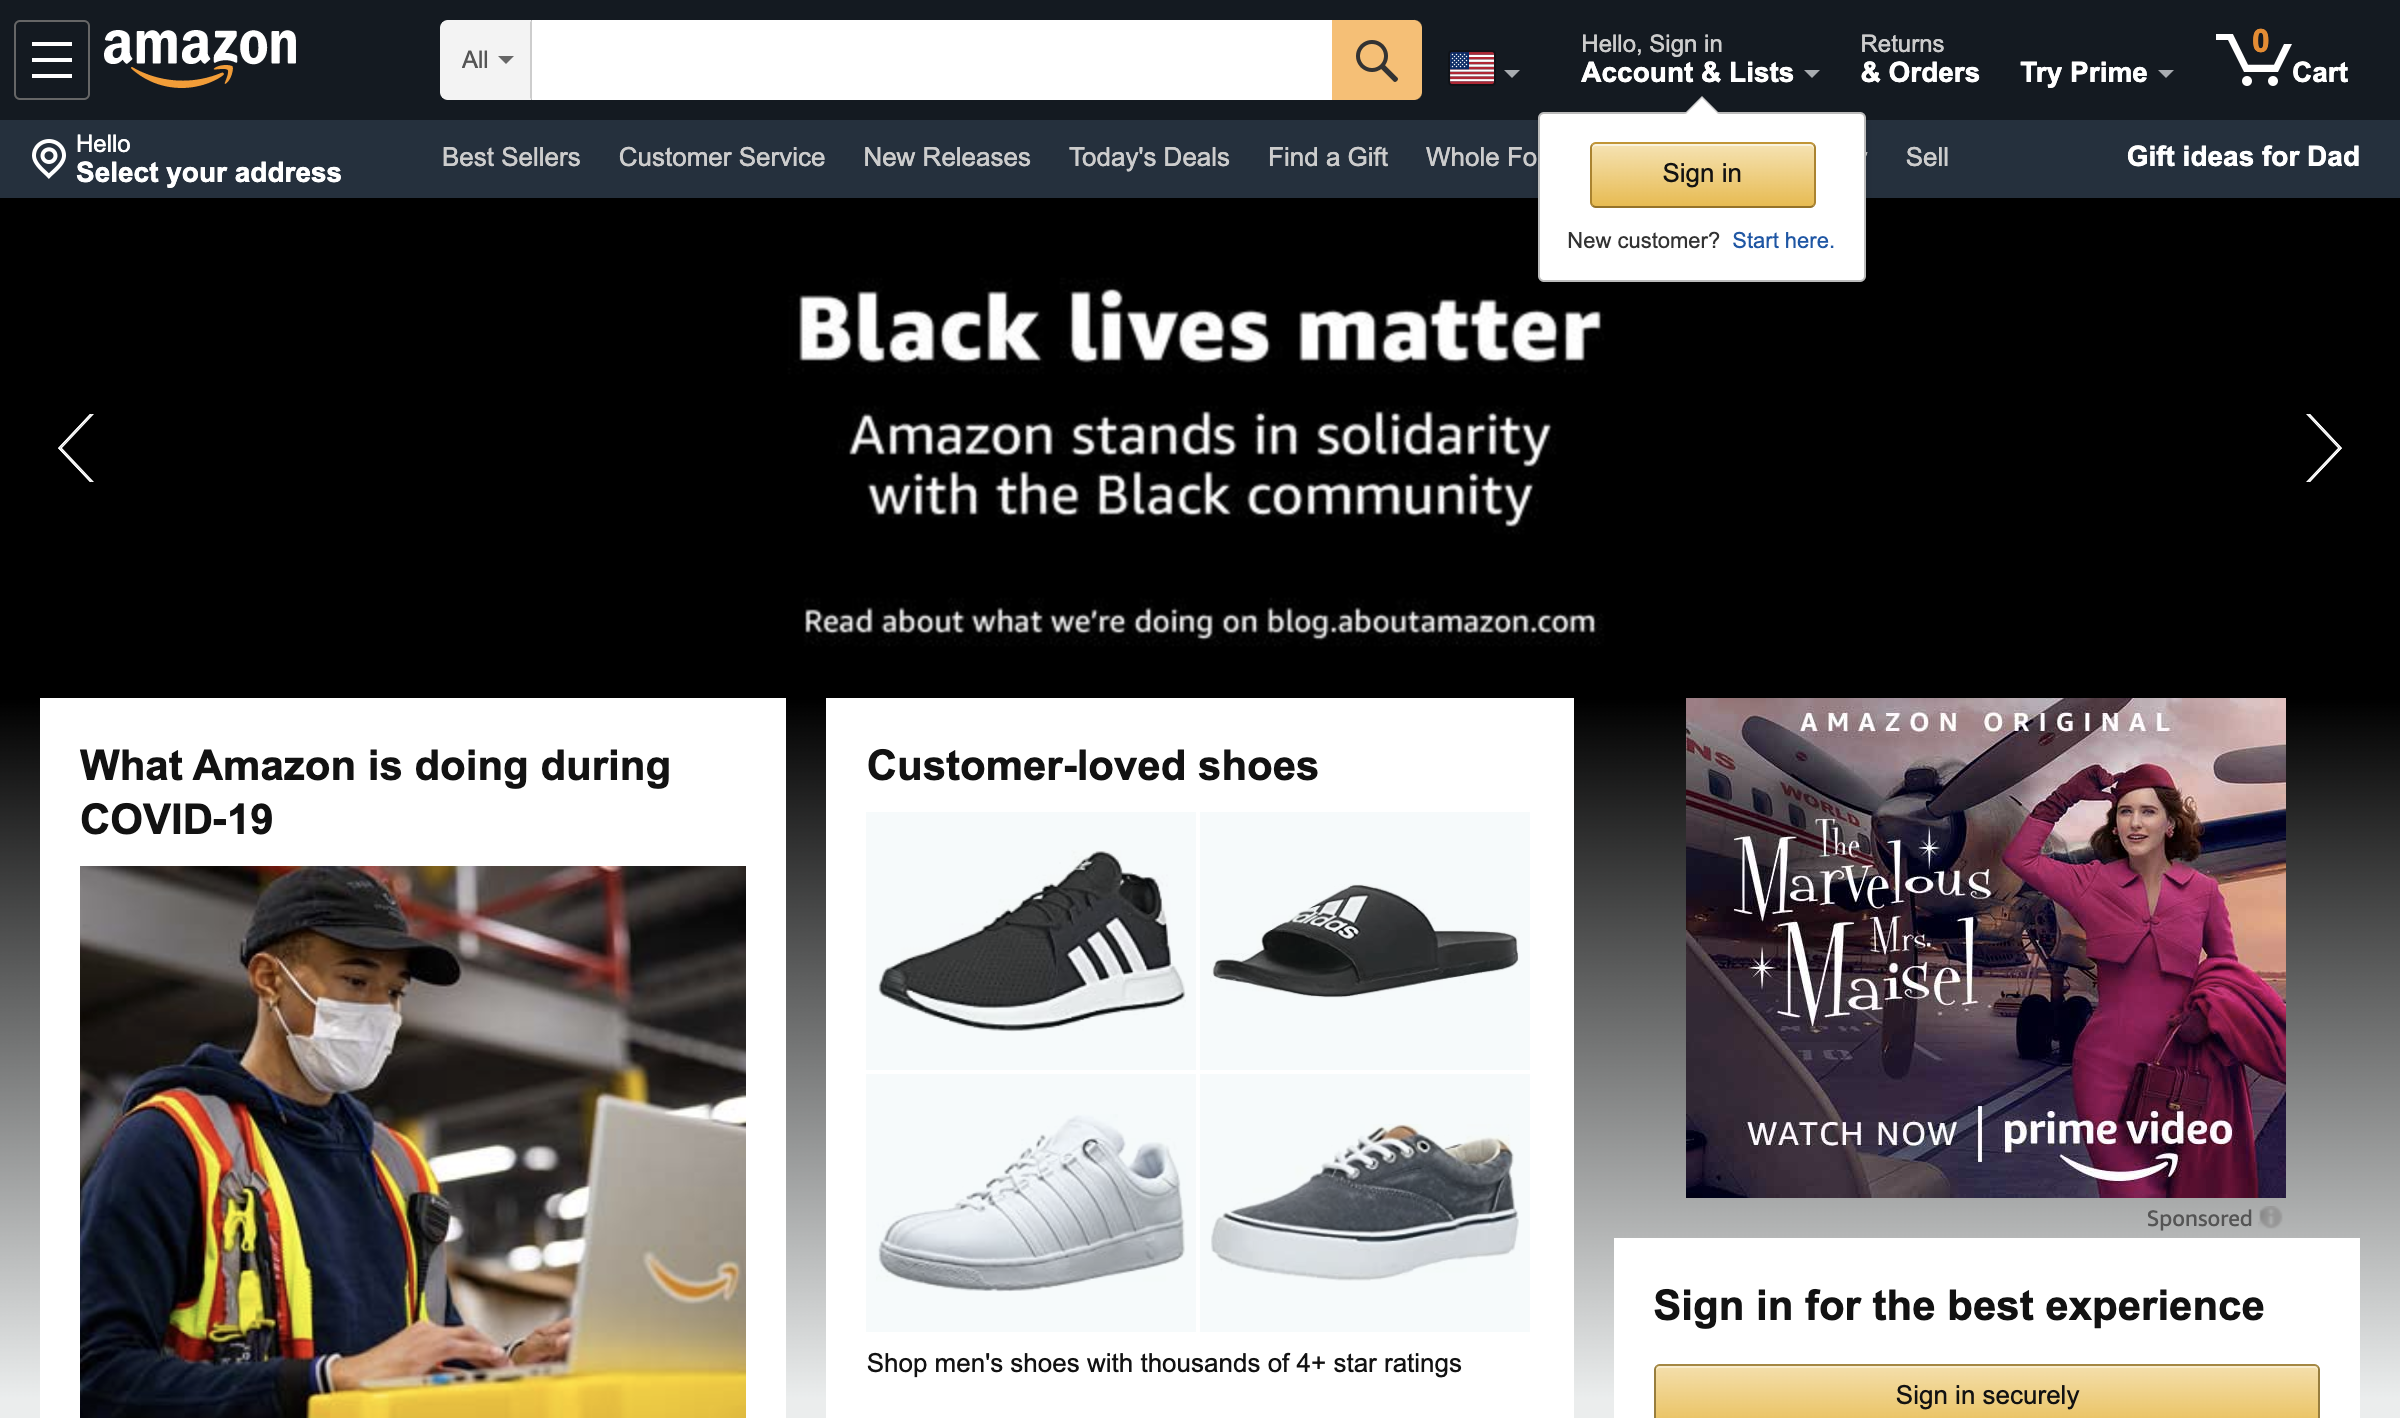 amazon
All
Hello, Sign in
Account & Lists
Returns
& Orders
Try Prime
0
Cart
Hello
Select your address
Best Sellers
Customer Service
New Releases
Today's Deals
Find a Gift
Whole Fo
Sell
Gift ideas for Dad
Sign in
New customer? Start here.
Black lives matter
Amazon stands in solidarity
with the Black community
Read about what we're doing on blog.aboutamazon.com
What Amazon is doing during
COVID-19
Customer-loved shoes
adidas
Shop men's shoes with thousands of 4+ star ratings
AMAZON ORIGINAL
NS
WORLD
The
Marvelous
Mrs.
Maisel
WATCH NOW | prime video
Sponsored
Sign in for the best experience
Sign in securely